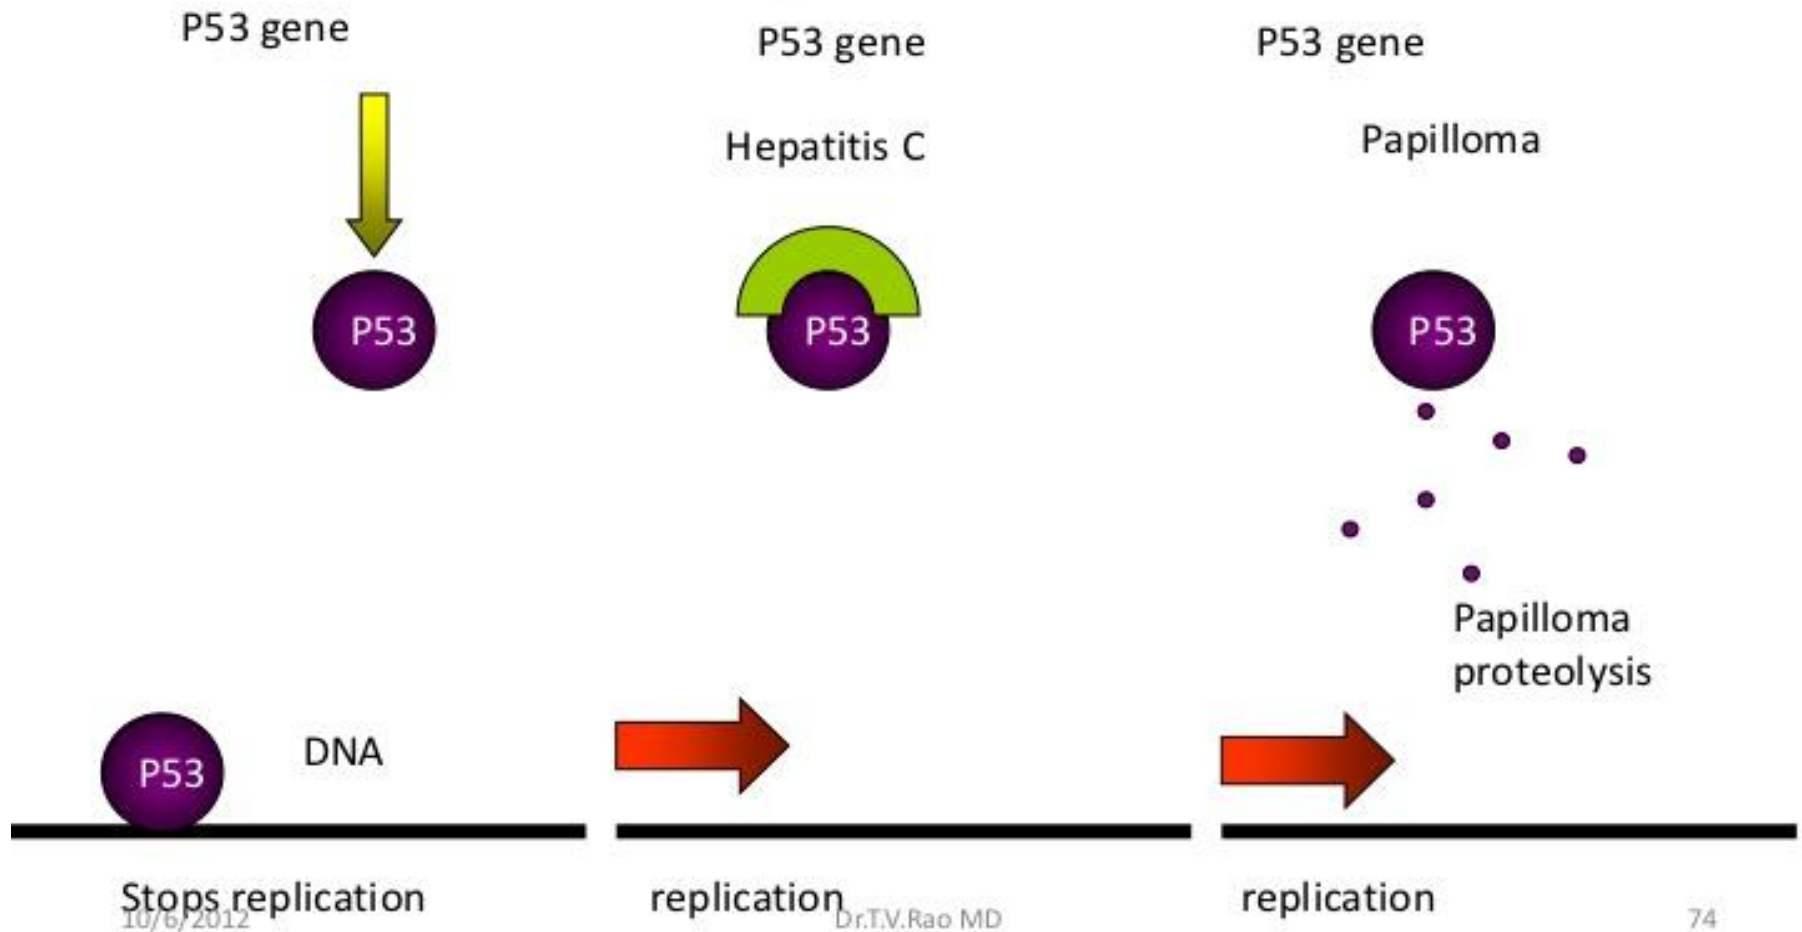 P53 gene
P53 gene
P53 gene
Hepatitis C
Papilloma
P53
P53
P53
Papilloma
proteolysis
P53
DNA
Stops replication
replication
replication
10/6/2012
Dr.T.V.Rao MD
74